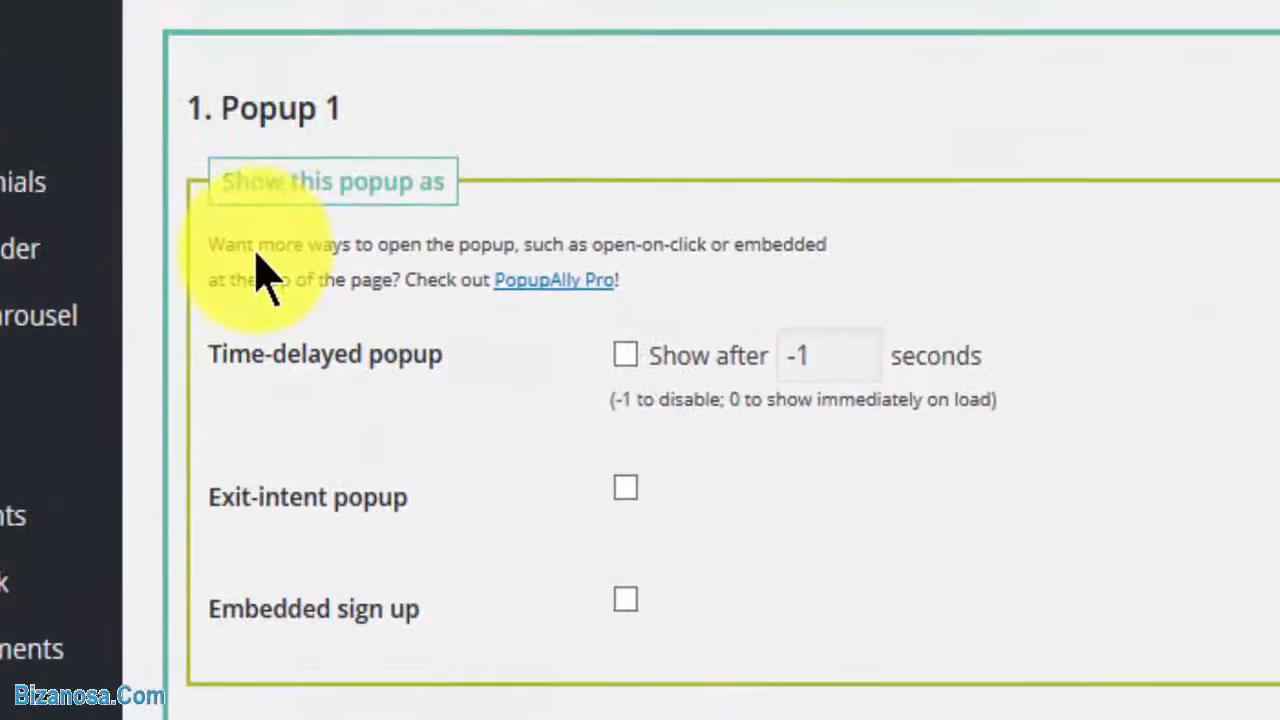 1. Popup 1
Show this popup as
Want more ways to open the popup, such as open-on-click or embedded
at the top of the page? Check out PopupAlly Pro!
Time-delayed popup
Show after -1 seconds
(-1 to disable; 0 to show immediately on load)
Exit-intent popup
Embedded sign up
nials
der
arousel
nts
k
ments
Bizanosa.Com